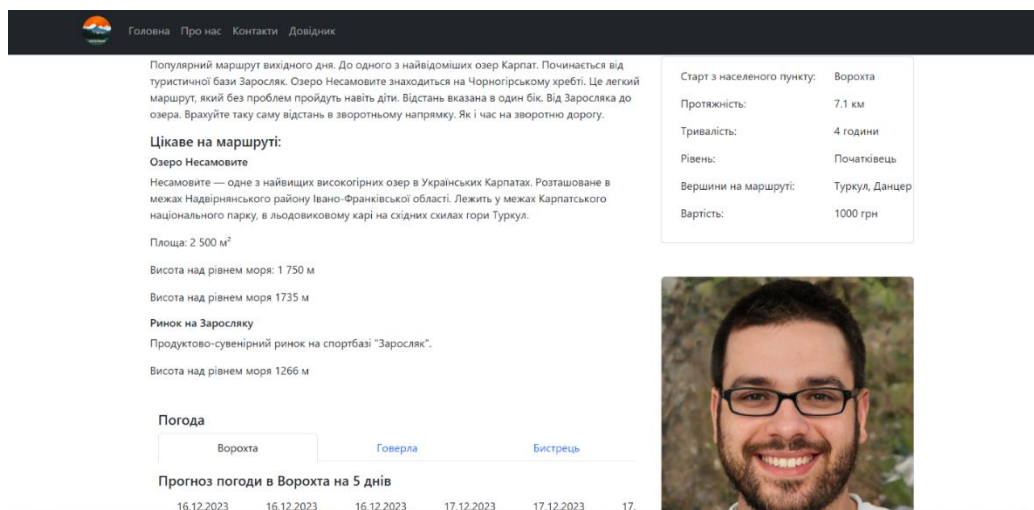 Головна Про нас Контакти Довідник
Популярний маршрут вихідного дня. До одного з найвідоміших озер Карпат. Починається від
туристичної бази Заросляк. Озеро Несамовите знаходиться на Чорногірському хребті. Це легкий
маршрут, який без проблем пройдуть навіть діти. Відстань вказана в один бік. Від Заросляка до
озера. Врахуйте таку саму відстань в зворотньому напрямку. Як і час на зворотню дорогу.
Цікаве на маршруті:
Озеро Несамовите
Несамови́те — одне з найвищих високогірних озер в Українських Карпатах. Розташоване в
межах Надвірнянського району Івано-Франківської області. Лежить у межах Карпатського
національного парку, в льодовиковому карі на східних схилах гори Туркул.
Площа: 2 500 м²
Висота над рівнем моря: 1 750 м
Висота над рівнем моря 1735 м
Ринок на Заросляку
Продуктово-сувенірний ринок на спортбазі "Заросляк".
Висота над рівнем моря 1266 м
Погода
Ворохта Говерла Бистрець
Прогноз погоди в Ворохта на 5 днів
16.12.2023 16.12.2023 16.12.2023 17.12.2023 17.12.2023 17.
Старт з населеного пункту: Ворохта
Протяжність: 7.1 км
Тривалість: 4 години
Рівень: Початківець
Вершини на маршруті: Туркул, Данцер
Вартість: 1000 грн